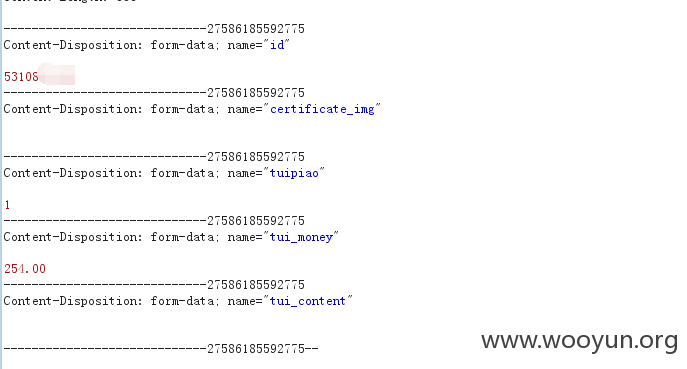 -----------------------------27586185592775
Content-Disposition: form-data; name="id"
53108
-----------------------------27586185592775
Content-Disposition: form-data; name="certificate_img"
-----------------------------27586185592775
Content-Disposition: form-data; name="tuipiao"
1
-----------------------------27586185592775
Content-Disposition: form-data; name="tui_money"
254.00
-----------------------------27586185592775
Content-Disposition: form-data; name="tui_content"
-----------------------------27586185592775--
www.wooyun.org